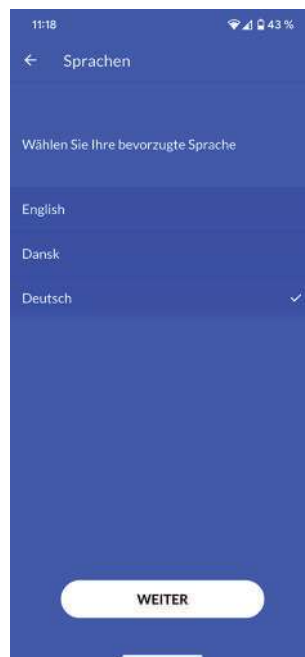 11:18 43 %
Sprachen
Wählen Sie Ihre bevorzugte Sprache
English
Dansk
Deutsch
WEITER